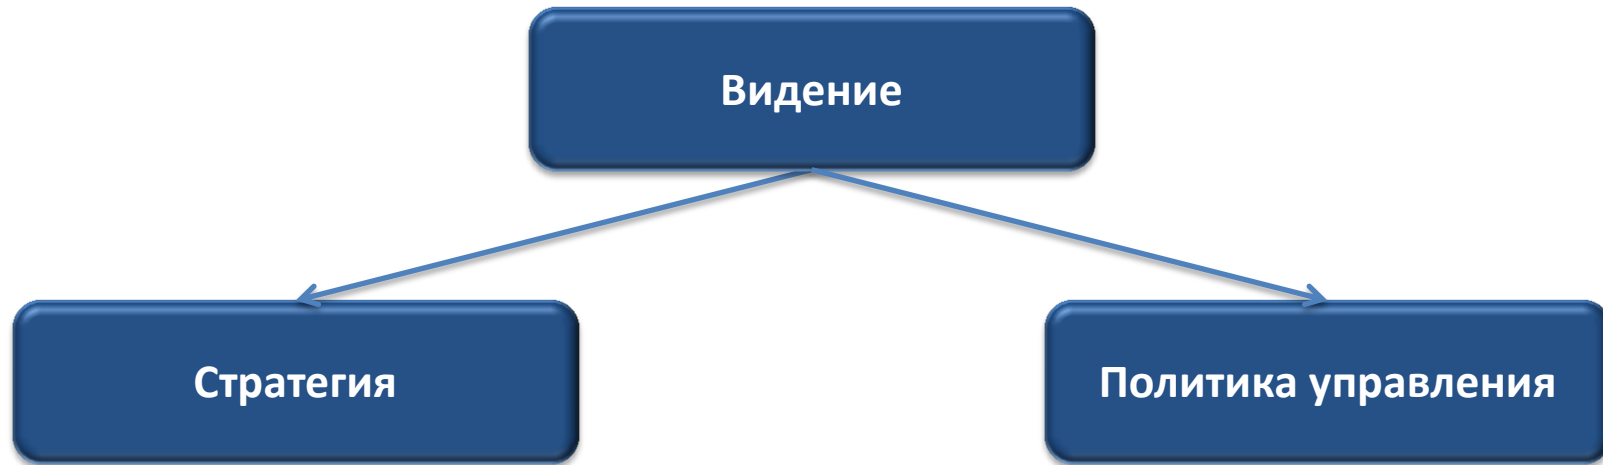 Видение
Стратегия
Политика управления